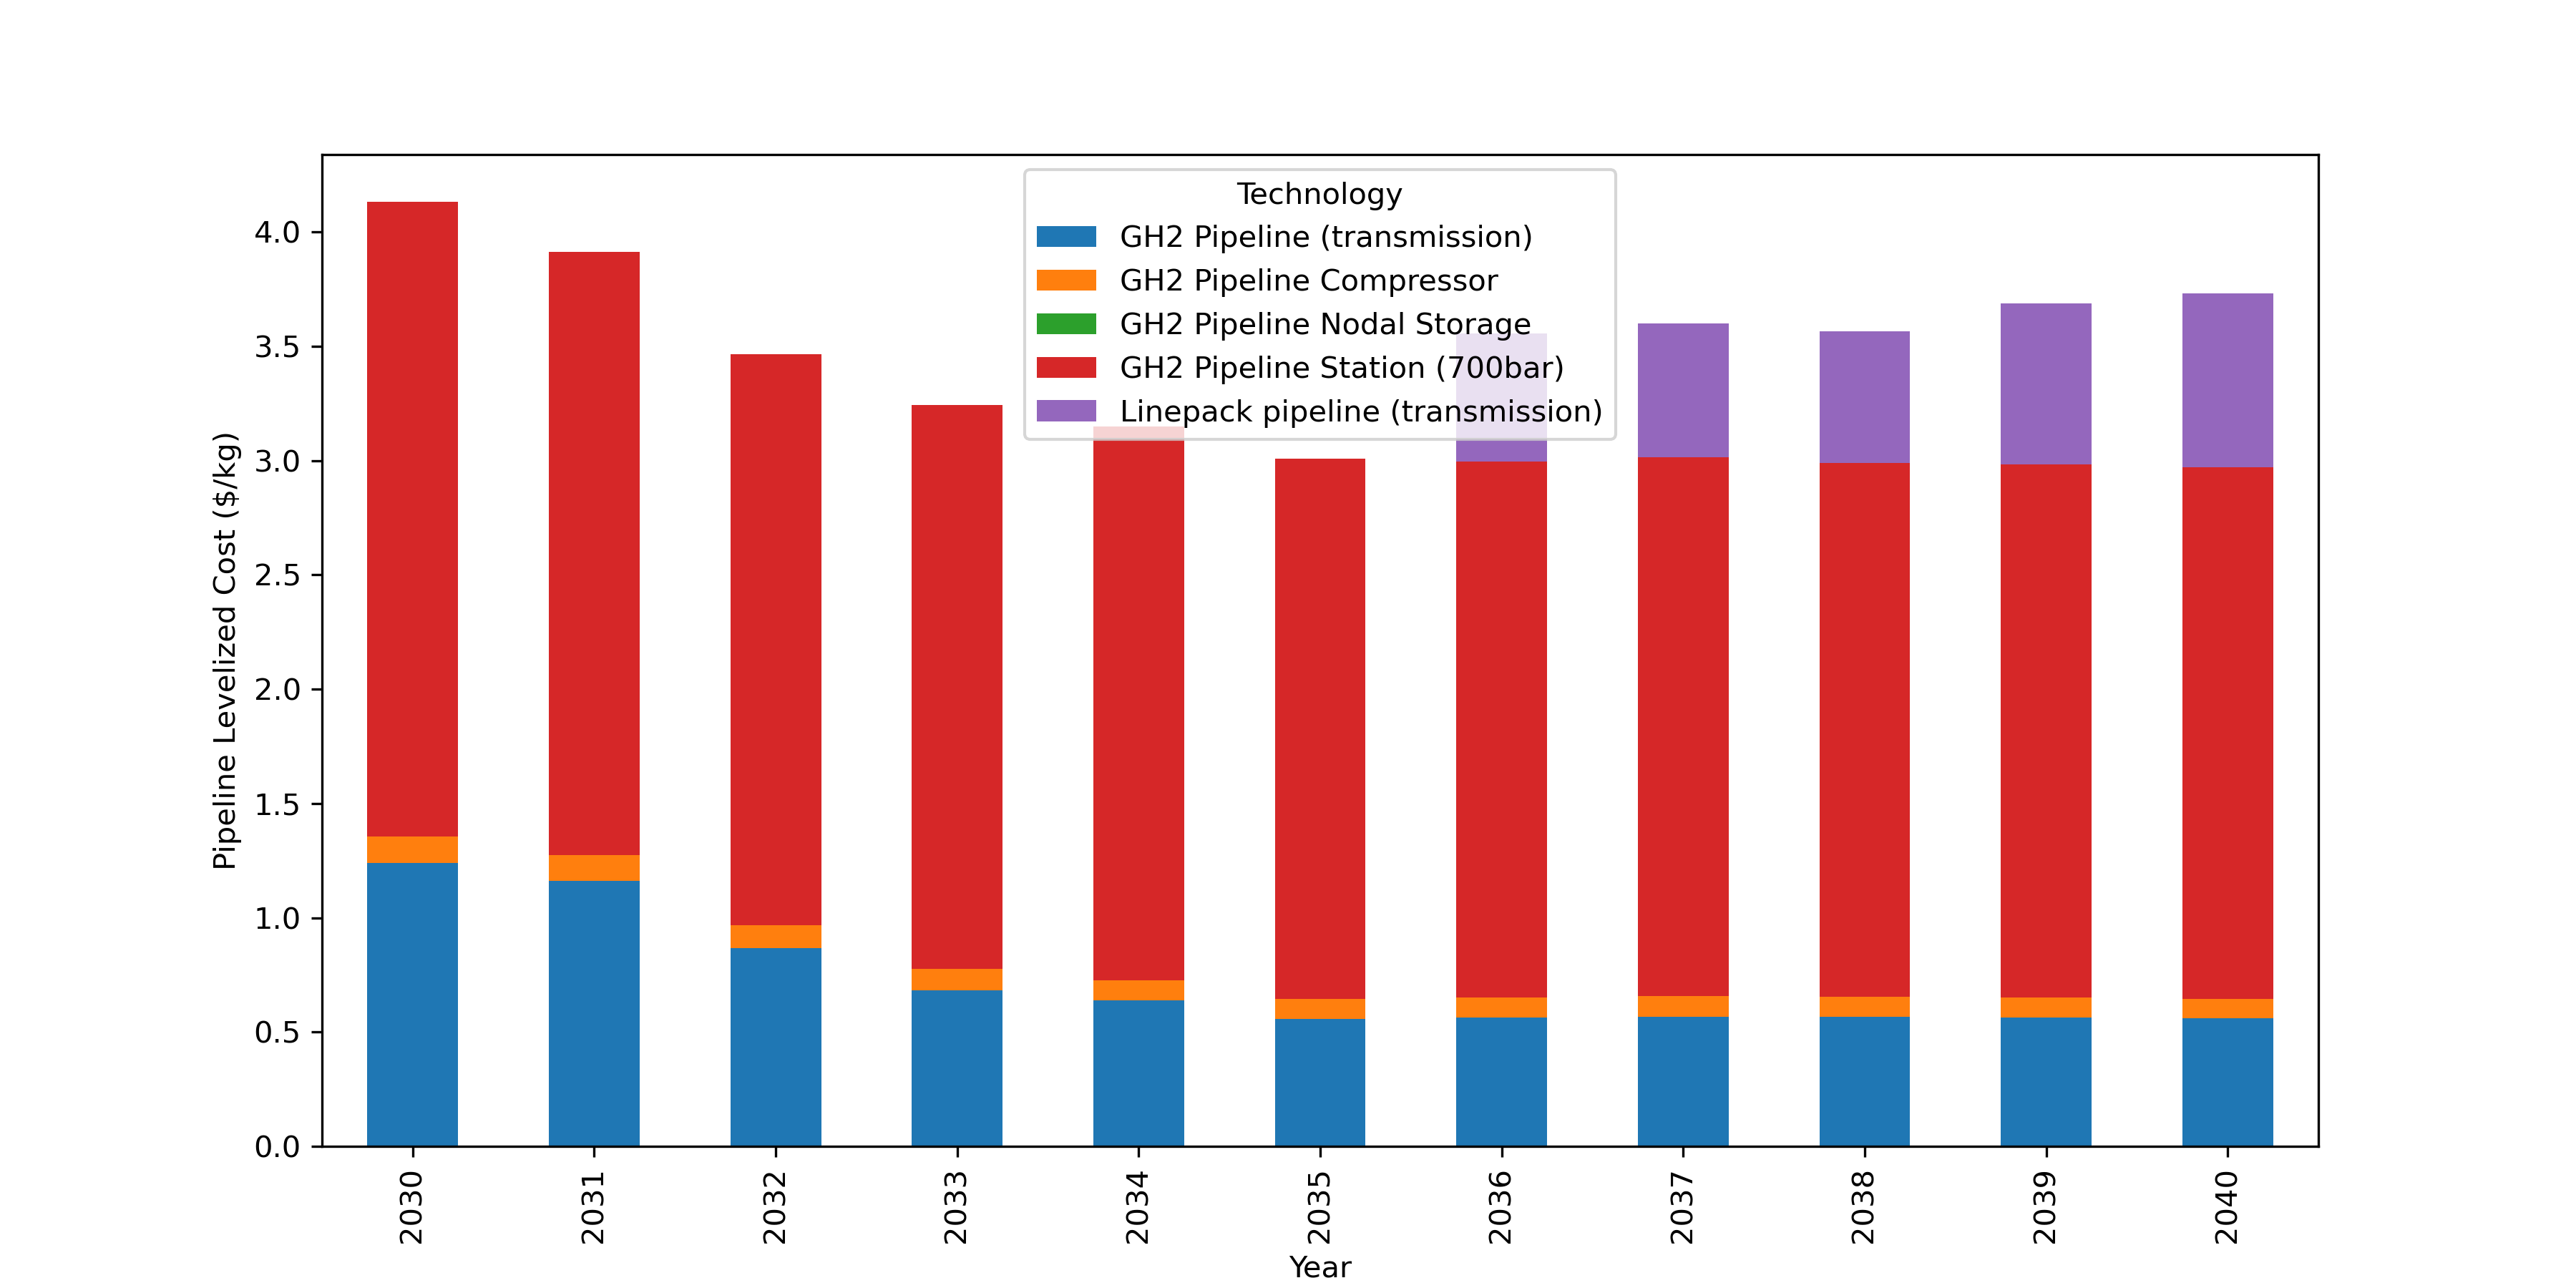 Technology
GH2 Pipeline (transmission)
GH2 Pipeline Compressor
GH2 Pipeline Nodal Storage
GH2 Pipeline Station (700bar)
Linepack pipeline (transmission)
Pipeline Levelized Cost ($/kg)
4.0
3.5
3.0
2.5
2.0
1.5
1.0
0.5
0.0
2030
2031
2032
2033
2034
2035
2036
2037
2038
2039
2040
Year